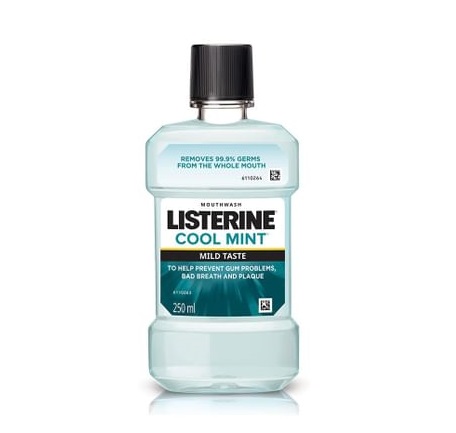 REMOVES 99.9% GERMS
FROM THE WHOLE MOUTH
6110264
MOUTHWASH
LISTERINE
COOL MINT
MILD TASTE
TO HELP PREVENT GUM PROBLEMS,
BAD BREATH AND PLAQUE
250 ml